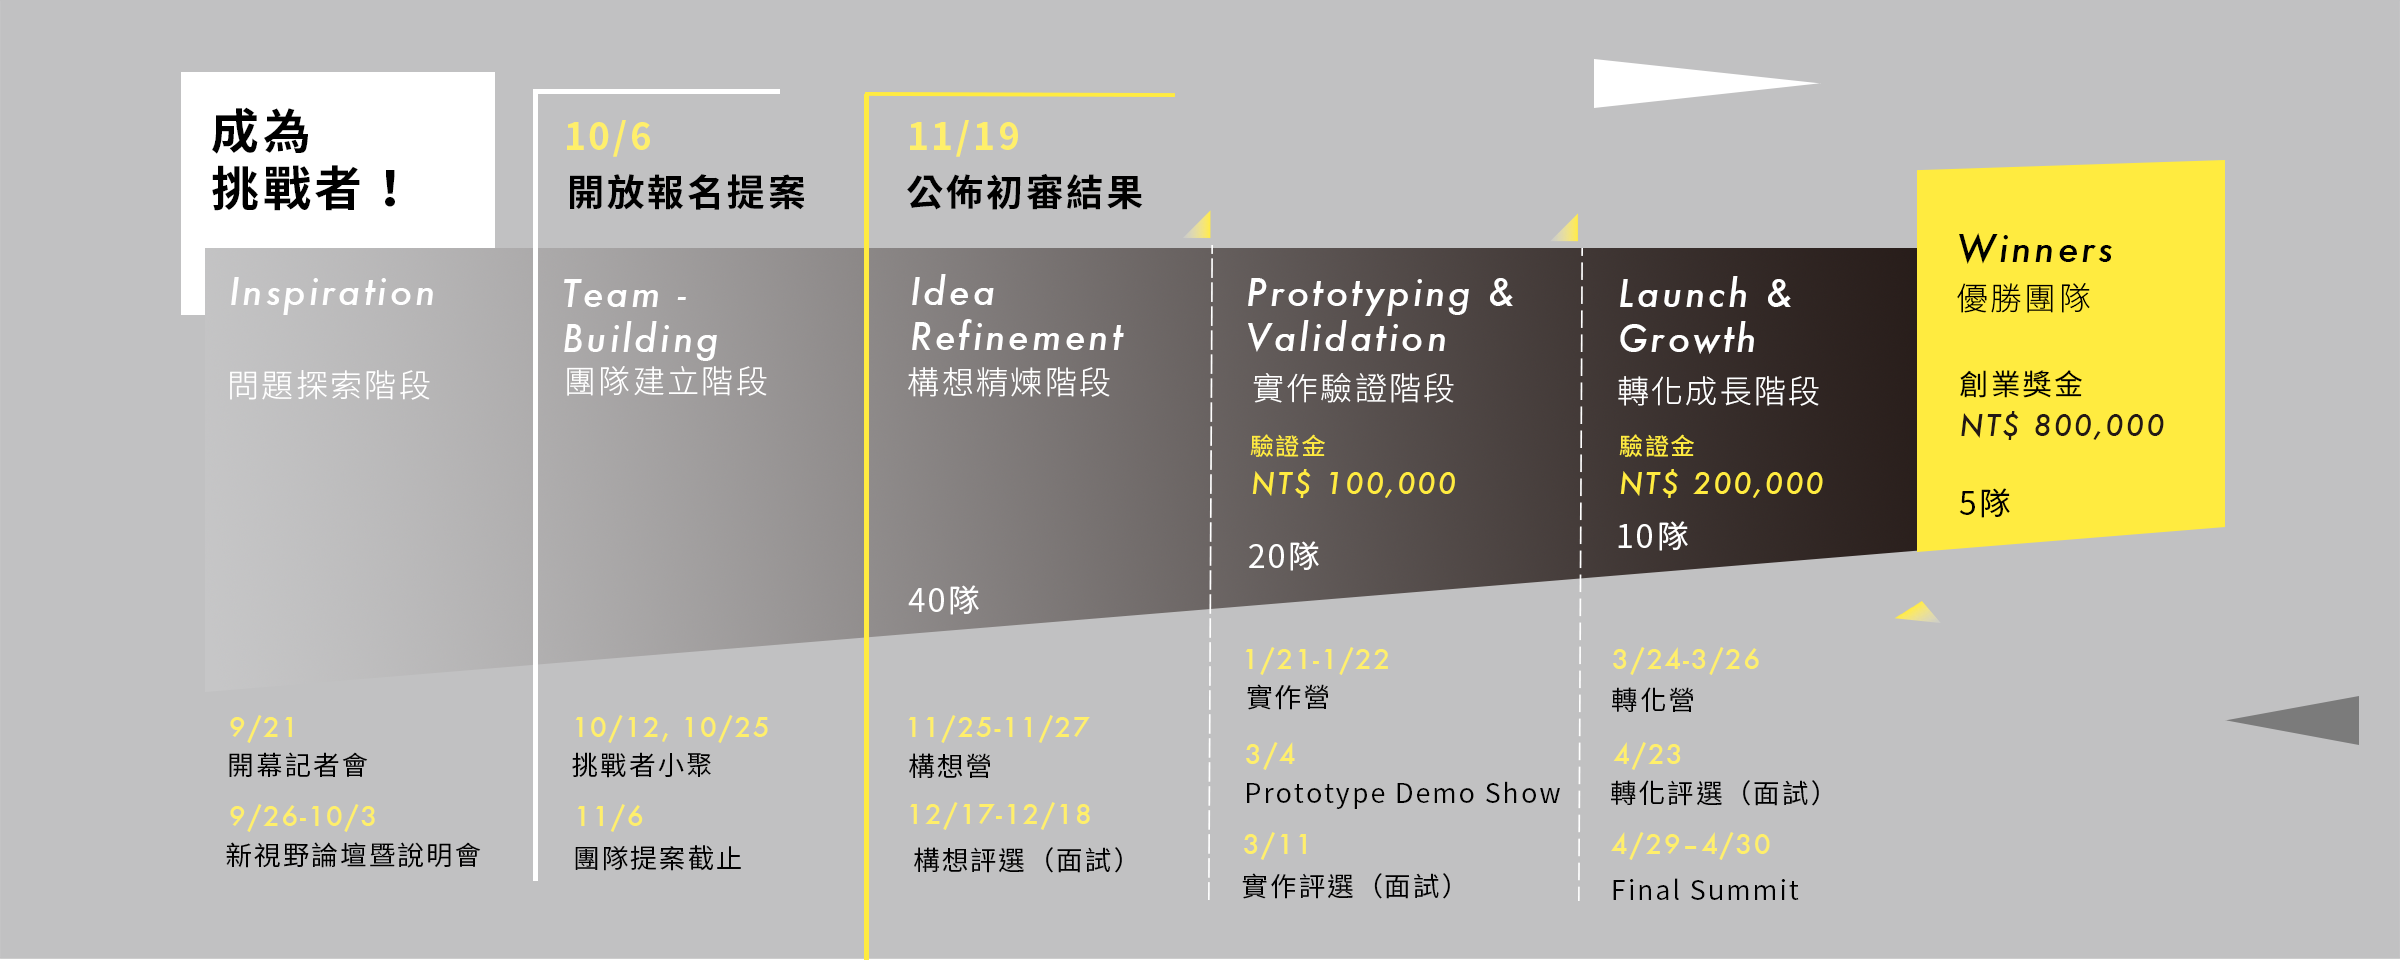 成為
挑戰者！
10/6
開放報名提案
11/19
公佈初審結果
Inspiration
問題探索階段
Team -
Building
團隊建立階段
Idea
Refinement
構想精煉階段
40隊
Prototyping &
Validation
實作驗證階段
驗證金
NT$ 100,000
20隊
Launch &
Growth
轉化成長階段
驗證金
NT$ 200,000
10隊
Winners
優勝團隊
創業獎金
NT$ 800,000
5隊
9/21
開幕記者會
9/26-10/3
新視野論壇暨說明會
10/12, 10/25
挑戰者小聚
11/6
團隊提案截止
11/25-11/27
構想營
12/17-12/18
構想評選（面試）
1/21-1/22
實作營
3/4
Prototype Demo Show
3/11
實作評選（面試）
3/24-3/26
轉化營
4/23
轉化評選（面試）
4/29–4/30
Final Summit